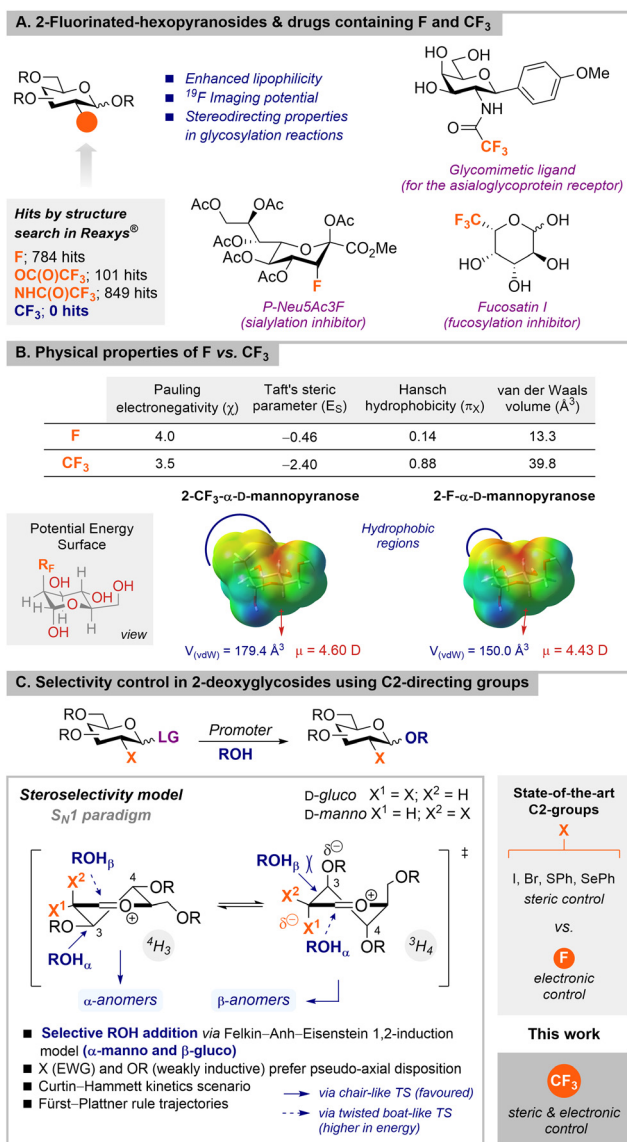 A. 2-Fluorinated-hexopyranosides & drugs containing F and CF3
RO
RO
O
OR
R
■ Enhanced lipophilicity
■ 19F Imaging potential
■ Stereodirecting properties
in glycosylation reactions
HO
OH
O
HO
NH
O
CF3
OMe
Glycomimetic ligand
(for the asialoglycoprotein receptor)
Hits by structure
search in Reaxys®
F; 784 hits
OC(O)CF3; 101 hits
NHC(O)CF3; 849 hits
CF3; 0 hits
AcO
OAc
OAc
AcO
AcO
AcO
O
CO2Me
F
P-Neu5Ac3F
(sialylation inhibitor)
F3C
O
OH
HO
OH
OH
Fucosatin I
(fucosylation inhibitor)
B. Physical properties of F vs. CF3
Pauling electronegativity (χ) Taft's steric parameter (ES) Hansch hydrophobicity (πX) van der Waals volume (Å3)
F 4.0 −0.46 0.14 13.3
CF3 3.5 −2.40 0.88 39.8
2-CF3-α-D-mannopyranose
2-F-α-D-mannopyranose
Potential Energy
Surface
RF
H
H
OH
OH
H
O
OH
H
H
OH
view
Hydrophobic
regions
V(vdW) = 179.4 Å3 μ = 4.60 D
V(vdW) = 150.0 Å3 μ = 4.43 D
C. Selectivity control in 2-deoxyglycosides using C2-directing groups
RO
RO
O
LG
X
Promoter
ROH
RO
RO
O
OR
X
Steroselectivity model
SN1 paradigm
D-gluco X1 = X; X2 = H
D-manno X1 = H; X2 = X
ROHβ
X2
X1
4
OR
O
⊕
OR
RO
3
ROHα
4H3
α-anomers
δ⊖
ROHβ
OR
3
OR
X2
O
⊕
X1
δ⊖
4
ROHα
OR
3H4
‡
β-anomers
■ Selective ROH addition via Felkin–Anh–Eisenstein 1,2-induction
model (α-manno and β-gluco)
■ X (EWG) and OR (weakly inductive) prefer pseudo-axial disposition
■ Curtin–Hammett kinetics scenario
■ Fürst–Plattner rule trajectories
via chair-like TS (favoured)
via twisted boat-like TS
(higher in energy)
State-of-the-art
C2-groups
X
I, Br, SPh, SePh
steric control
vs.
F
electronic
control
This work
CF3
steric & electronic
control